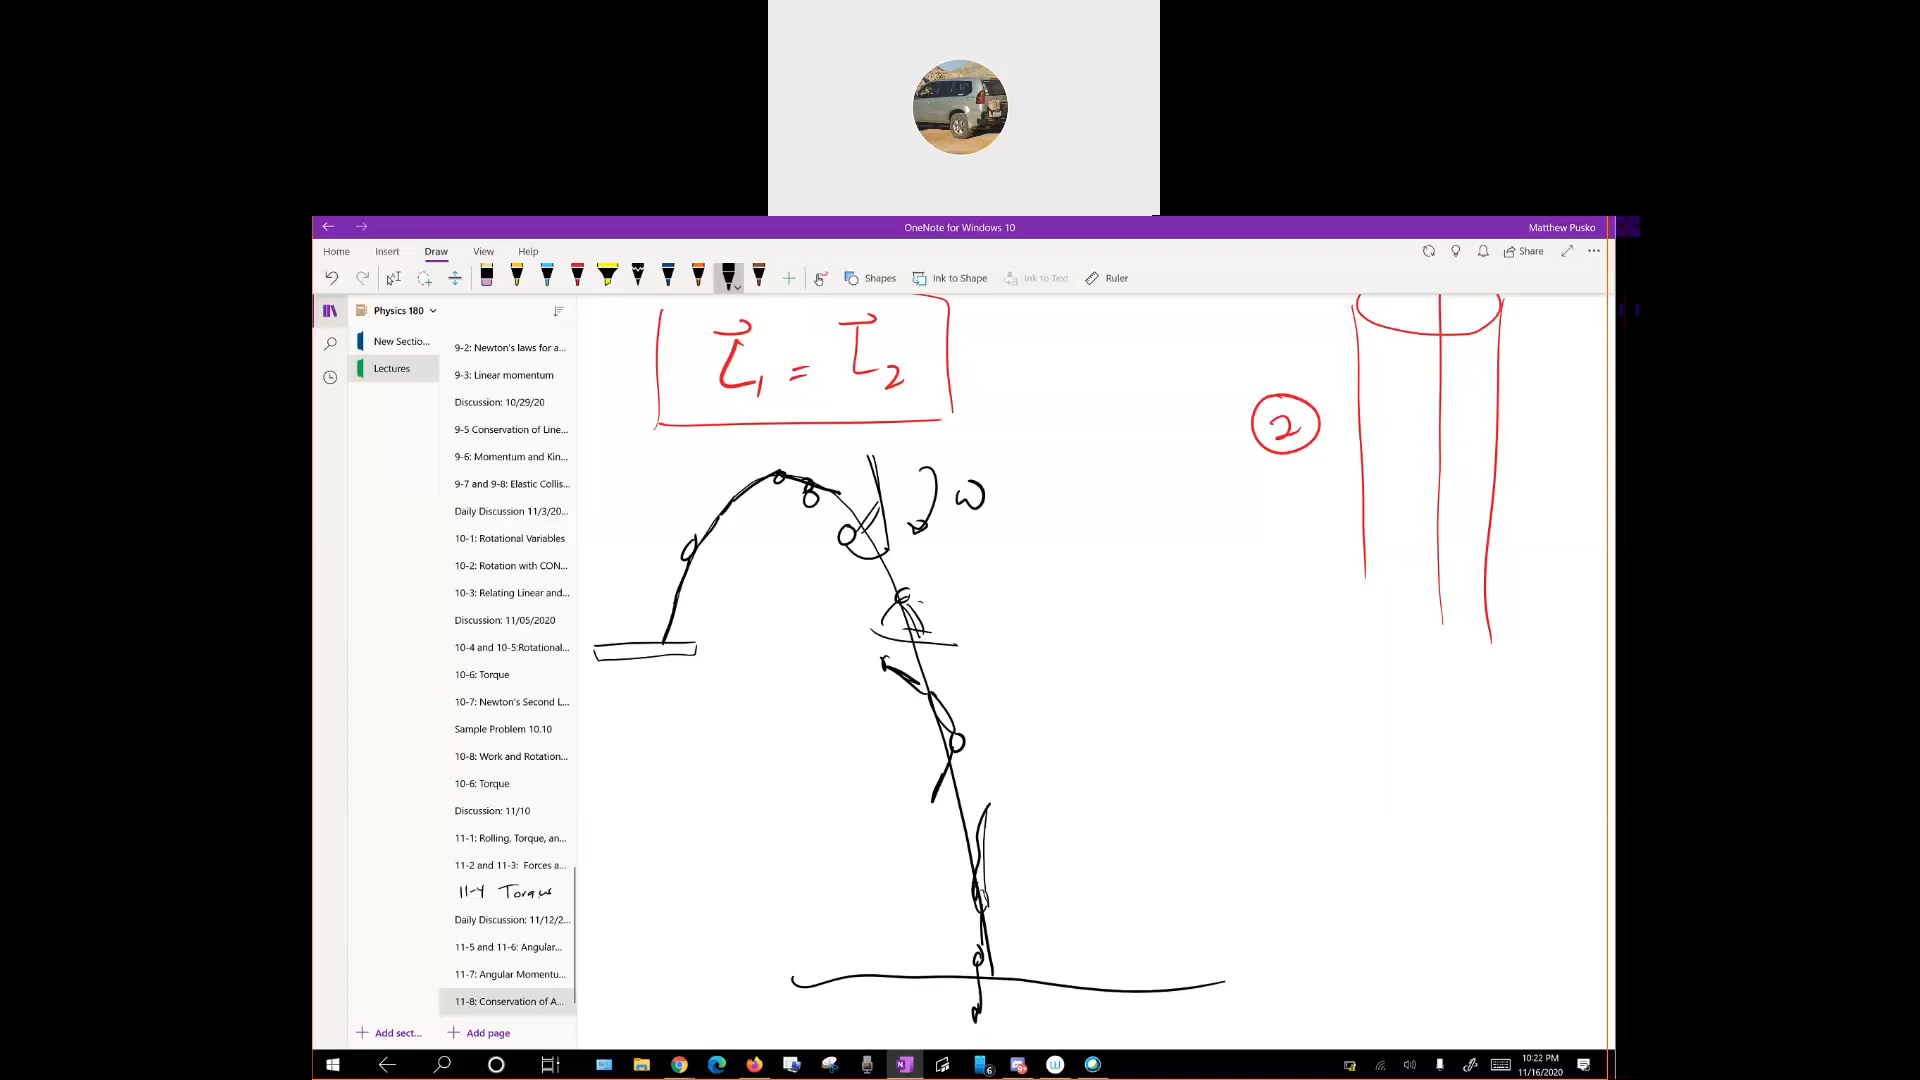 OneNote for Windows 10
Matthew Pusko
Home Insert Draw View Help
Share
Shapes Ink to Shape Ink to Text Ruler
Physics 180
New Sectio...
Lectures
9-2: Newton's laws for a...
9-3: Linear momentum
Discussion: 10/29/20
9-5 Conservation of Line...
9-6: Momentum and Kin...
9-7 and 9-8: Elastic Collis...
Daily Discussion 11/3/20...
10-1: Rotational Variables
10-2: Rotation with CON...
10-3: Relating Linear and...
Discussion: 11/05/2020
10-4 and 10-5:Rotational...
10-6: Torque
10-7: Newton's Second L...
Sample Problem 10.10
10-8: Work and Rotation...
10-6: Torque
Discussion: 11/10
11-1: Rolling, Torque, an...
11-2 and 11-3: Forces a...
11-4 Torque
Daily Discussion: 11/12/2...
11-5 and 11-6: Angular...
11-7: Angular Momentu...
11-8: Conservation of A...
Add sect...
Add page
L⃗₁ = L⃗₂
2
ω
6
10:22 PM
11/16/2020